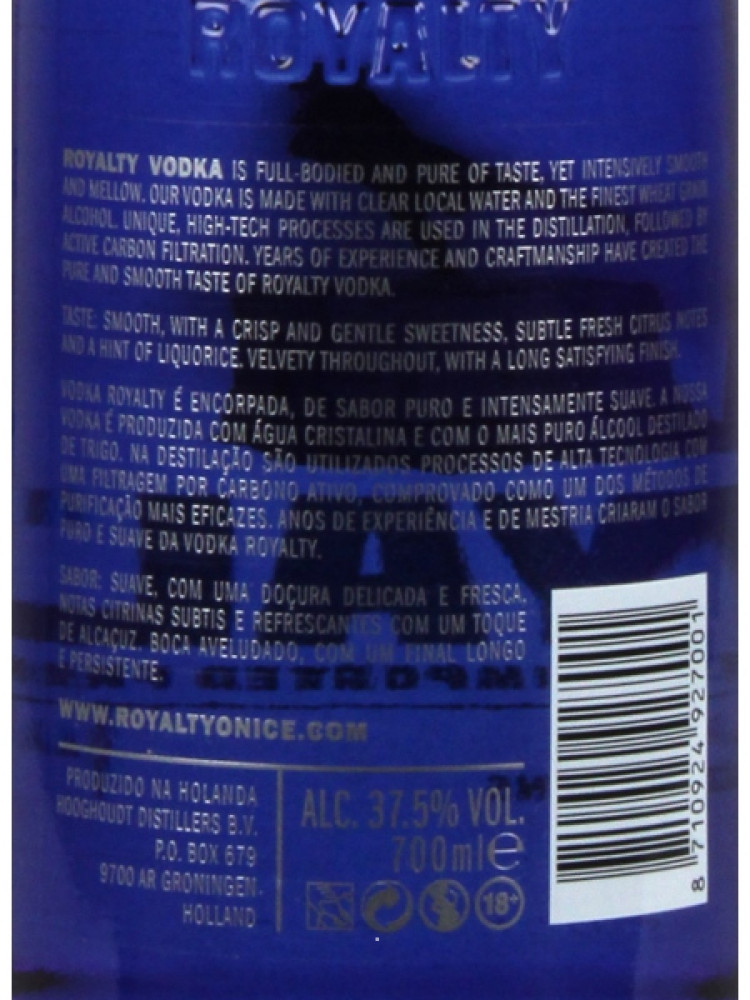 ROYALTY
ROYALTY VODKA IS FULL-BODIED AND PURE OF TASTE, YET INTENSIVELY SMOOTH
AND MELLOW. OUR VODKA IS MADE WITH CLEAR LOCAL WATER AND THE FINEST WHEAT GRAIN
ALCOHOL. UNIQUE, HIGH-TECH PROCESSES ARE USED IN THE DISTILLATION, FOLLOWED BY
ACTIVE CARBON FILTRATION. YEARS OF EXPERIENCE AND CRAFTMANSHIP HAVE CREATED THE
PURE AND SMOOTH TASTE OF ROYALTY VODKA.
TASTE: SMOOTH, WITH A CRISP AND GENTLE SWEETNESS, SUBTLE FRESH CITRUS NOTES
AND A HINT OF LIQUORICE. VELVETY THROUGHOUT, WITH A LONG SATISFYING FINISH.
VODKA ROYALTY É ENCORPADA, DE SABOR PURO E INTENSAMENTE SUAVE. A NOSSA
VODKA É PRODUZIDA COM ÁGUA CRISTALINA E COM O MAIS PURO ÁLCOOL DESTILADO
DE TRIGO. NA DESTILAÇÃO SÃO UTILIZADOS PROCESSOS DE ALTA TECNOLOGIA COM
UMA FILTRAGEM POR CARBONO ATIVO, COMPROVADO COMO UM DOS MÉTODOS DE
PURIFICAÇÃO MAIS EFICAZES. ANOS DE EXPERIÊNCIA E DE MESTRIA CRIARAM O SABOR
PURO E SUAVE DA VODKA ROYALTY.
SABOR: SUAVE, COM UMA DOÇURA DELICADA E FRESCA.
NOTAS CITRINAS SUBTIS E REFRESCANTES COM UM TOQUE
DE ALCAÇUZ. BOCA AVELUDADO, COM UM FINAL LONGO
E PERSISTENTE.
WWW.ROYALTYONICE.COM
PRODUZIDO NA HOLANDA
HOOGHOUDT DISTILLERS B.V.
P.O. BOX 679
9700 AR GRONINGEN
HOLLAND
ALC. 37.5% VOL.
700ml e
18+
8 710924 927001